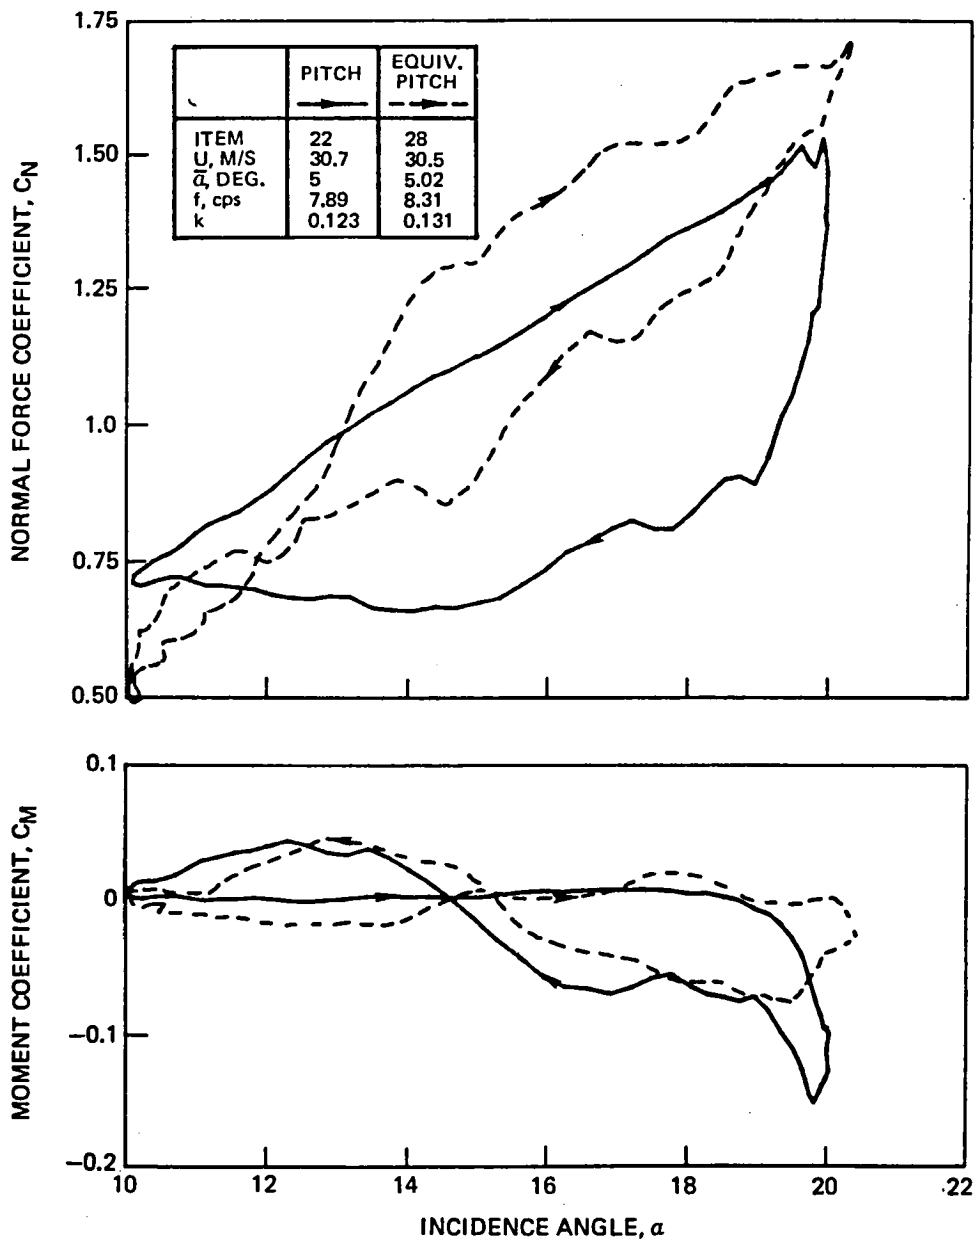 1.75
PITCH
EQUIV.
PITCH
ITEM 22 28
U, M/S 30.7 30.5
ᾱ, DEG. 5 5.02
f, cps 7.89 8.31
k 0.123 0.131
1.50
1.25
1.0
0.75
0.50
NORMAL FORCE COEFFICIENT, CN
0.1
0
−0.1
−0.2
MOMENT COEFFICIENT, CM
10 12 14 16 18 20 22
INCIDENCE ANGLE, α